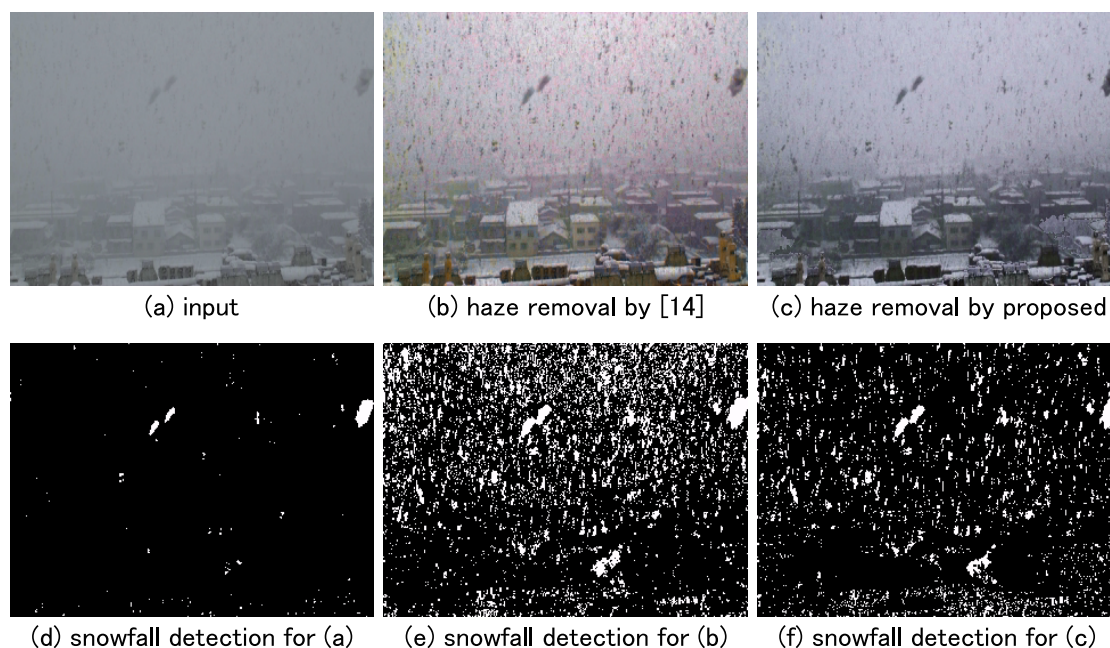 (a) input
(b) haze removal by [14]
(c) haze removal by proposed
(d) snowfall detection for (a)
(e) snowfall detection for (b)
(f) snowfall detection for (c)